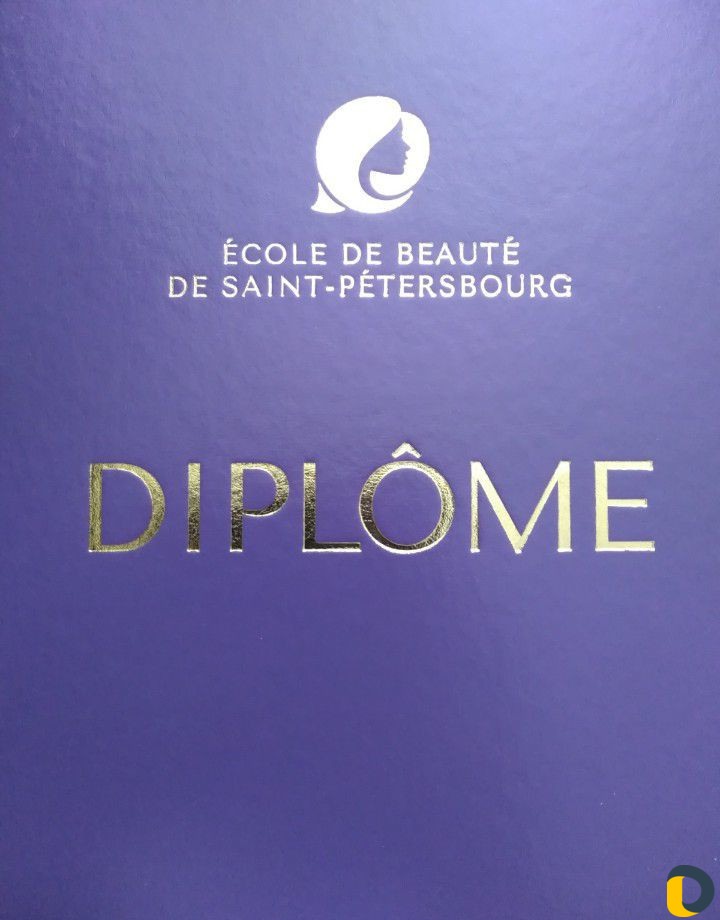 ÉCOLE DE BEAUTÉ
DE SAINT-PÉTERSBOURG
DIPLÔME